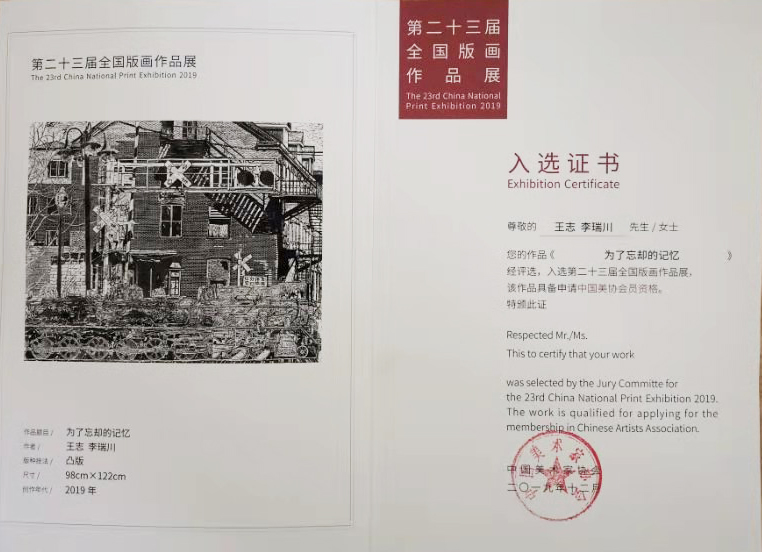 第二十三届全国版画作品展
The 23rd China National Print Exhibition 2019
作品题目 / 为了忘却的记忆
作者 / 王志 李瑞川
版种技法 / 凸版
尺寸 / 98cm×122cm
创作年代 / 2019 年
第二十三届
全国版画
作品展
The 23rd China National
Print Exhibition 2019
入选证书
Exhibition Certificate
尊敬的 王志 李瑞川 先生 / 女士
您的作品《 为了忘却的记忆 》
经评选，入选第二十三届全国版画作品展，
该作品具备申请中国美协会员资格。
特颁此证
Respected Mr./Ms.
This to certify that your work
was selected by the Jury Committe for
the 23rd China National Print Exhibition 2019.
The work is qualified for applying for the
membership in Chinese Artists Association.
中国美术家协会
二〇一九年十二月